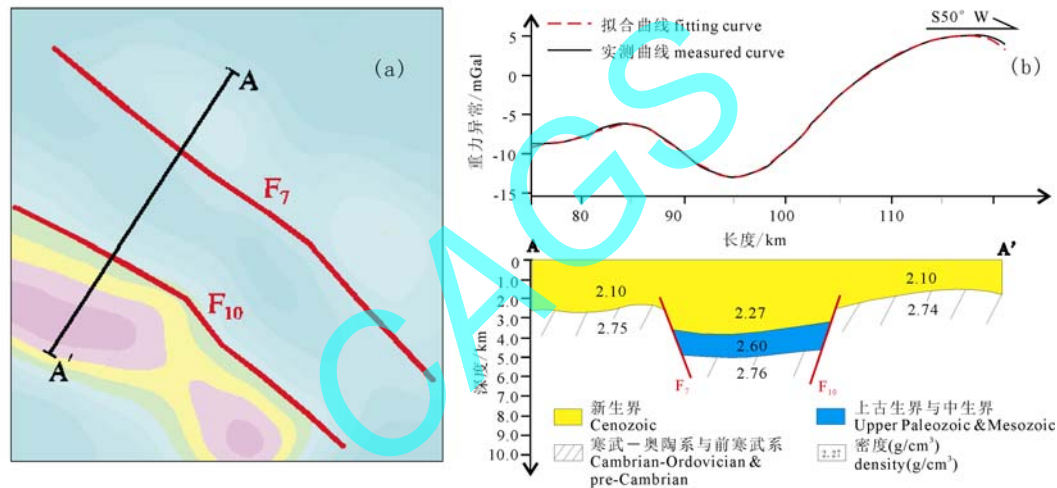 (a)
A
F₇
F₁₀
A'
CAGS
拟合曲线 fitting curve
实测曲线 measured curve
S50° W
(b)
重力异常/mGal
5
0
-5
-10
-15
80
90
100
110
长度/km
A
A'
深度/km
0
1.0
2.0
3.0
4.0
5.0
6.0
7.0
8.0
9.0
10.0
2.10
2.27
2.10
2.75
2.60
2.74
2.76
F₇
F₁₀
新生界
Cenozoic
上古生界与中生界
Upper Paleozoic &Mesozoic
寒武-奥陶系与前寒武系
Cambrian-Ordovician &
pre-Cambrian
2.27
密度(g/cm³)
density(g/cm³)